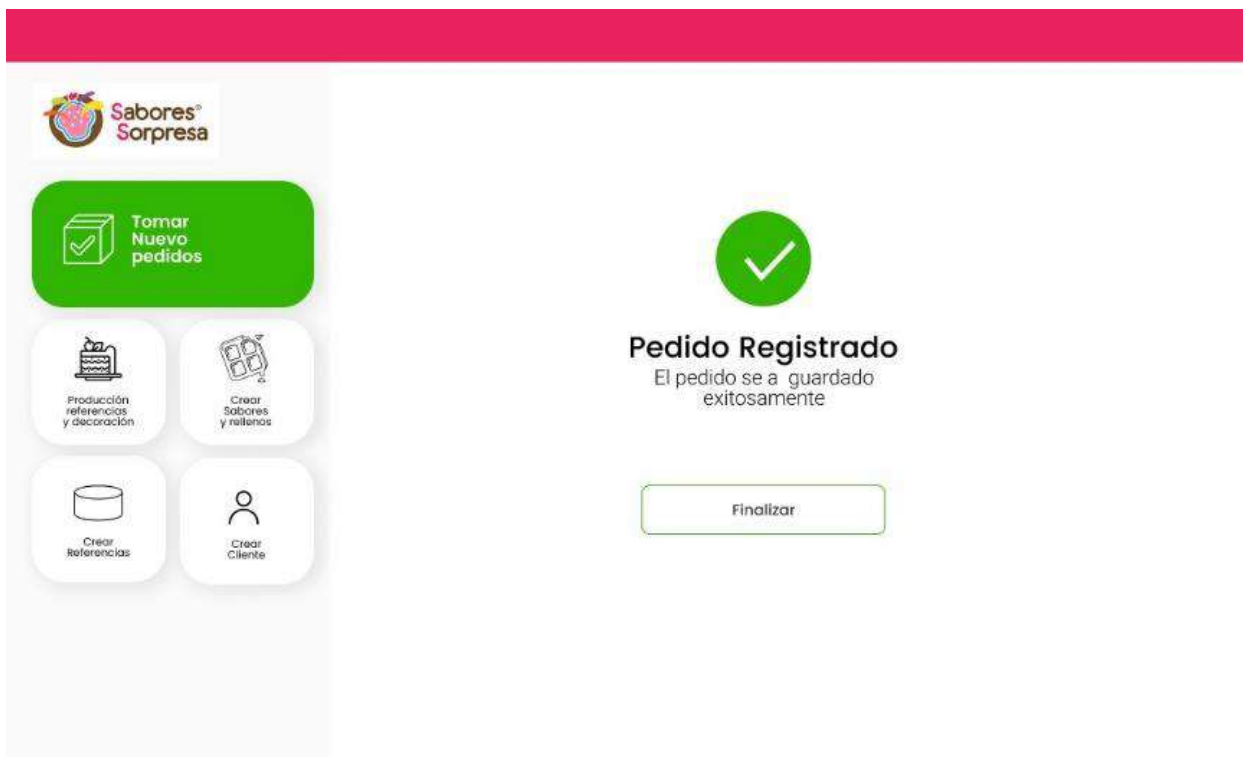 Sabores®
Sorpresa
Tomar
Nuevo
pedidos
Producción
referencias
y decoración
Crear
Sabores
y rellenos
Crear
Referencias
Crear
Cliente
Pedido Registrado
El pedido se a guardado
exitosamente
Finalizar